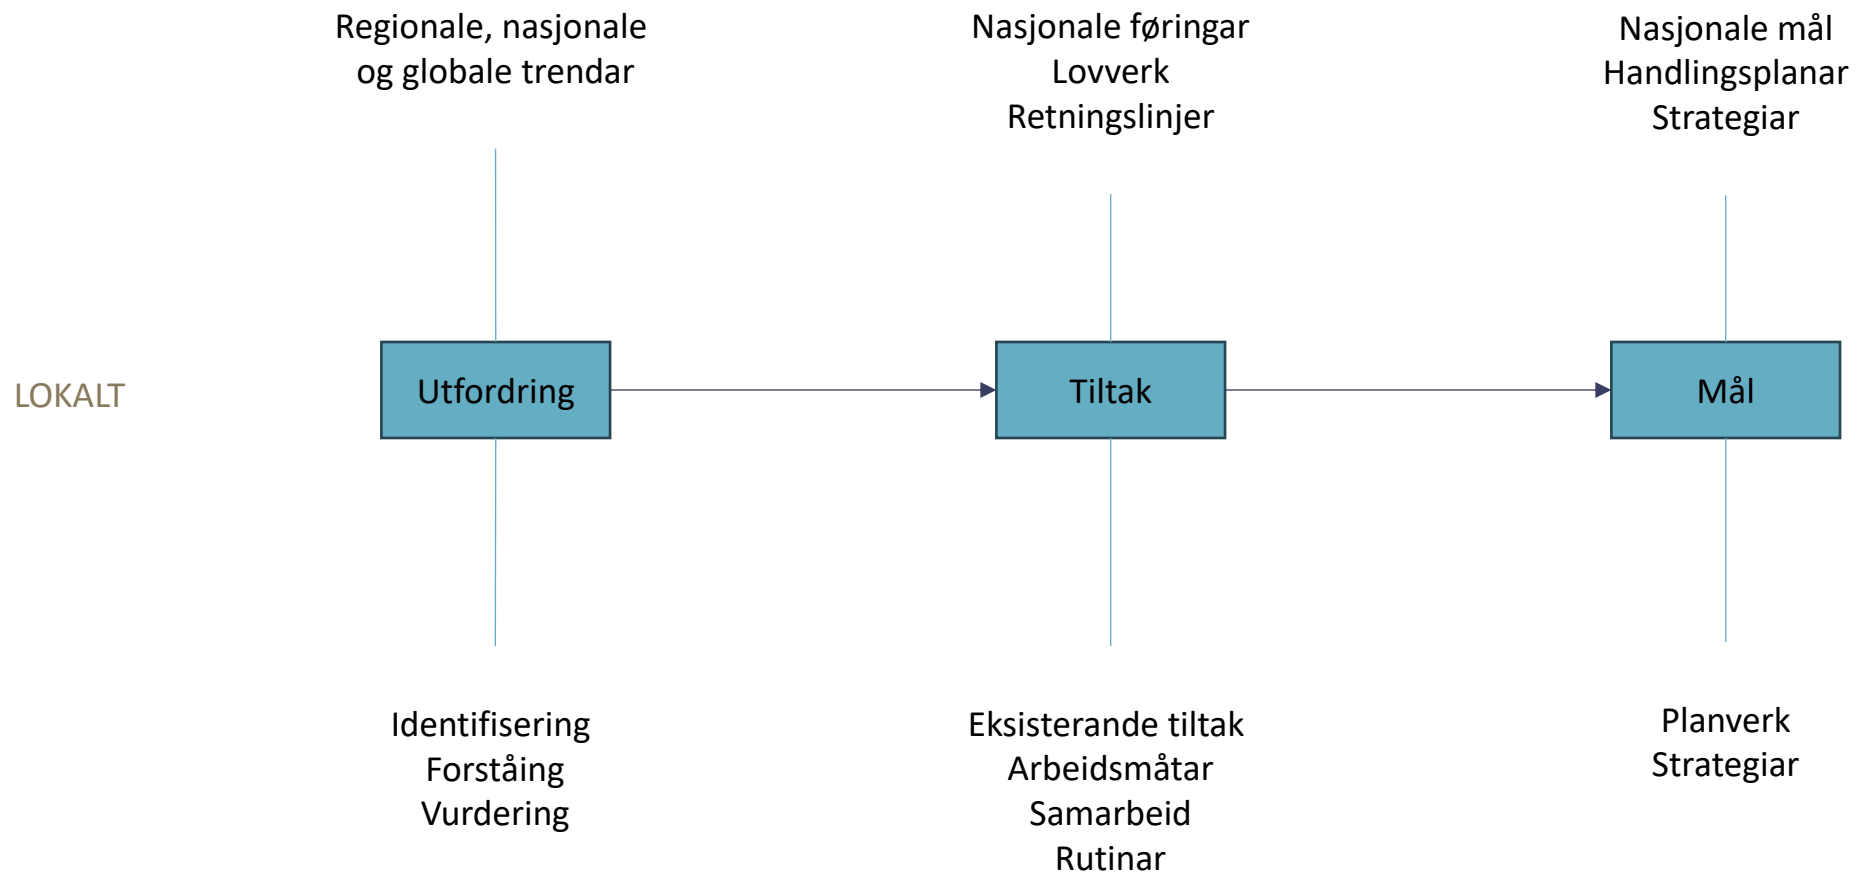 Regionale, nasjonale
og globale trendar
Nasjonale føringar
Lovverk
Retningslinjer
Nasjonale mål
Handlingsplanar
Strategiar
LOKALT
Utfordring
Tiltak
Mål
Identifisering
Forståing
Vurdering
Eksisterande tiltak
Arbeidsmåtar
Samarbeid
Rutinar
Planverk
Strategiar